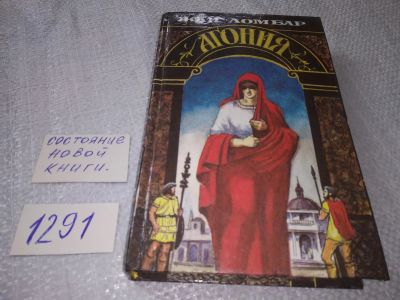 ЖАН ЛОМБАР
АГОНИЯ
состояние
новой
книги.
1291